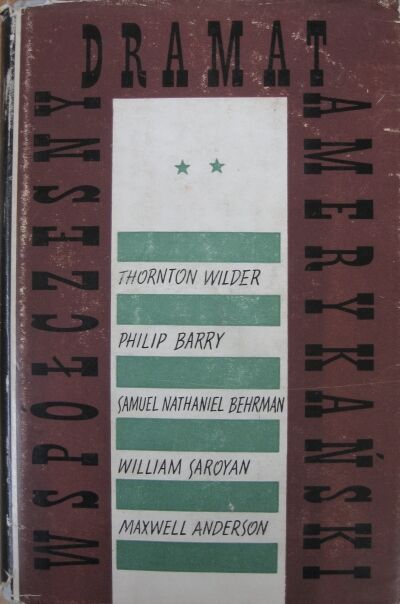 WSPÓŁCZESNY
DRAMAT
AMERYKAŃSKI
THORNTON WILDER
PHILIP BARRY
SAMUEL NATHANIEL BEHRMAN
WILLIAM SAROYAN
MAXWELL ANDERSON